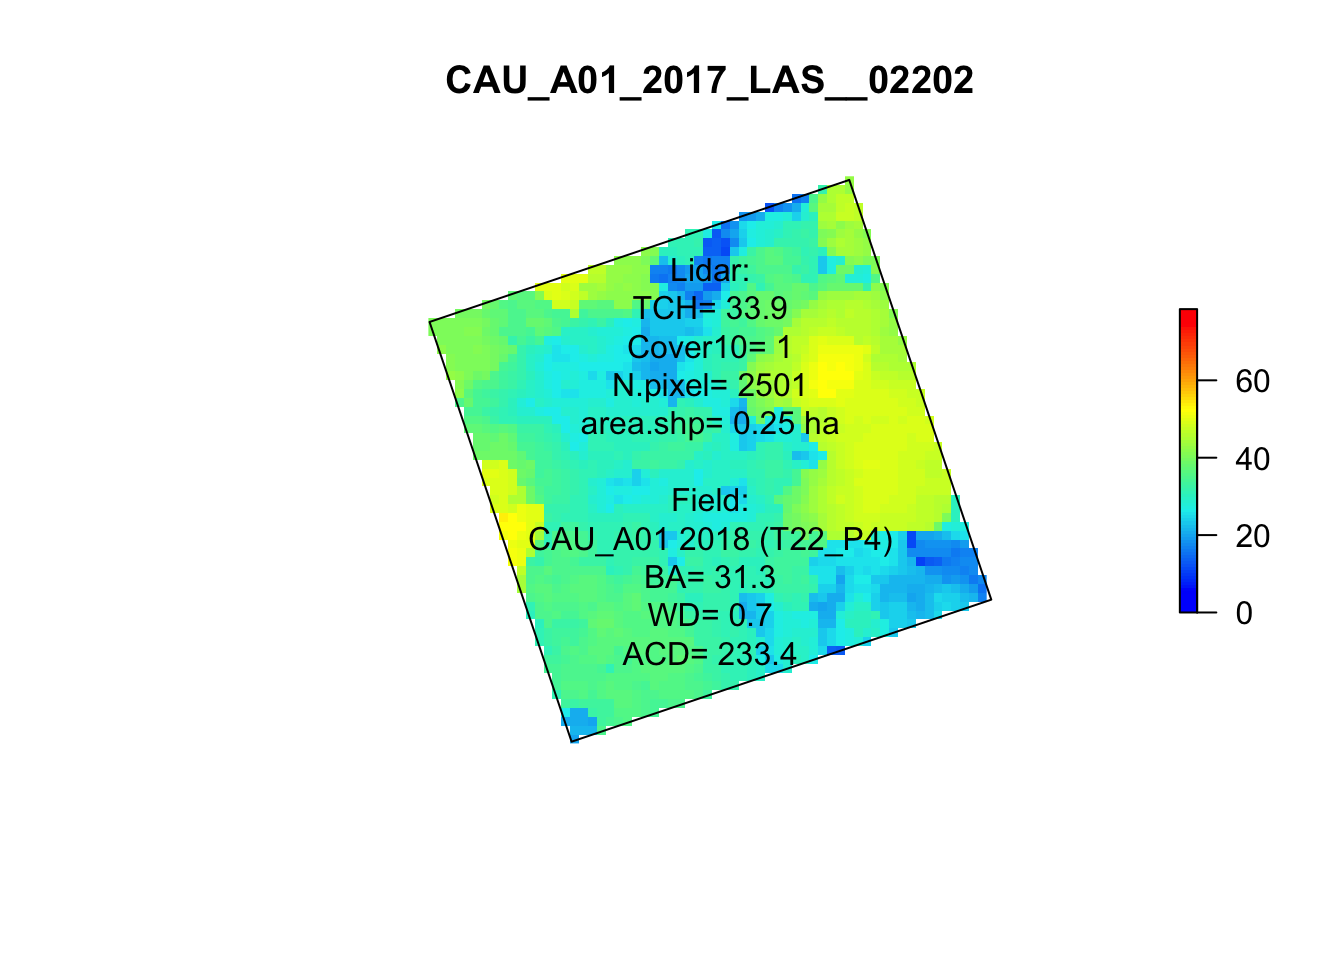 CAU_A01_2017_LAS__02202
Lidar:
TCH= 33.9
Cover10= 1
N.pixel= 2501
area.shp= 0.25 ha
Field:
CAU_A01 2018 (T22_P4)
BA= 31.3
WD= 0.7
ACD= 233.4
60
40
20
0